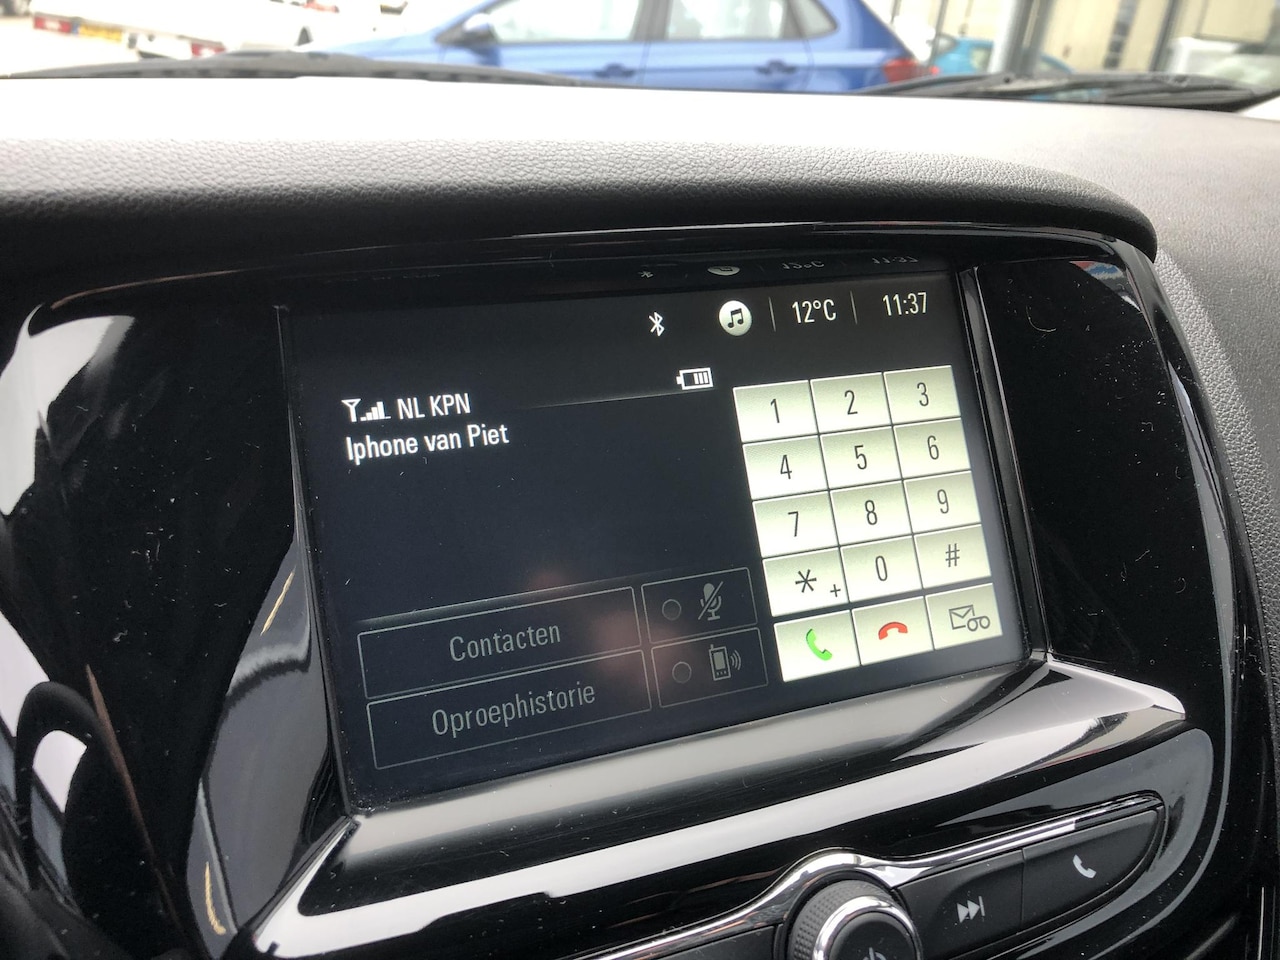 12°C 11:37
NL KPN
Iphone van Piet
1 2 3
4 5 6
7 8 9
*+ 0 #
Contacten
Oproephistorie